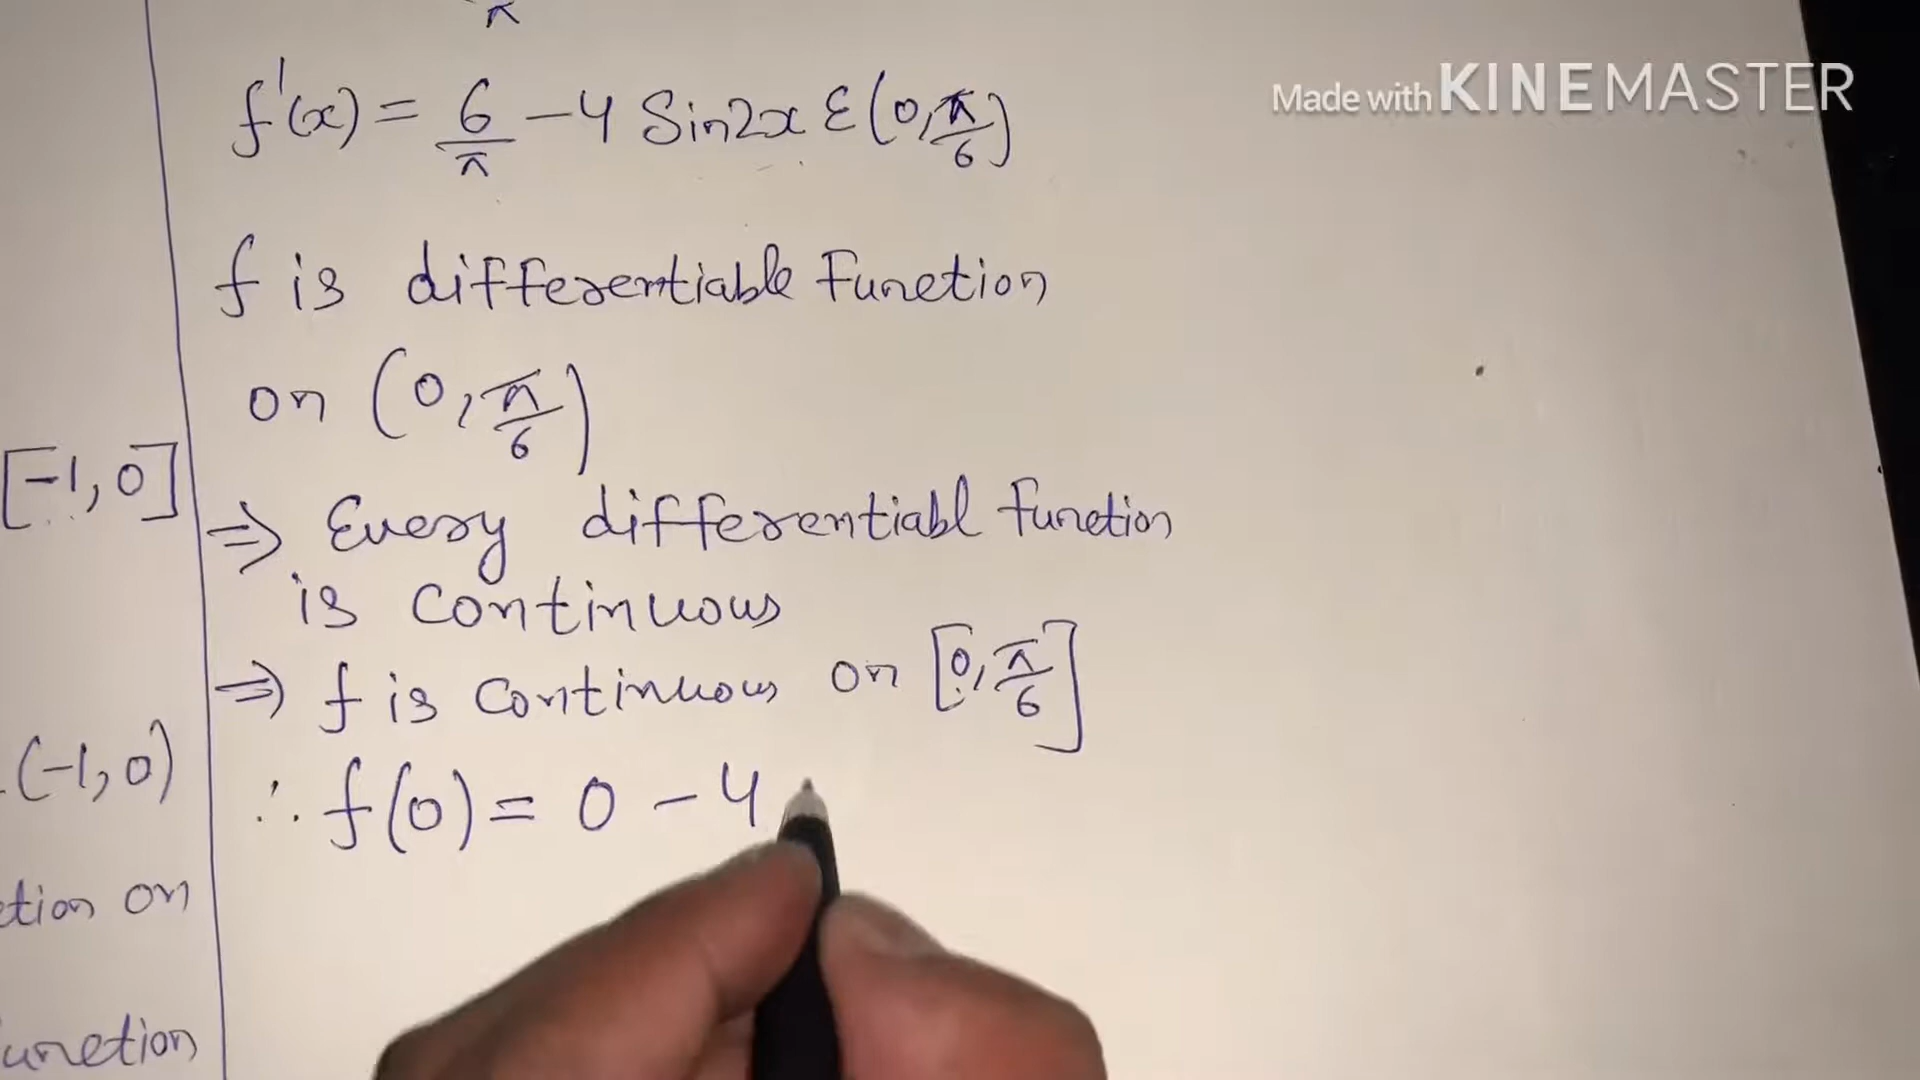 π
f'(x) = 6/π - 4 Sin2x ε (0, π/6)
Made with KINEMASTER
f is differentiable Function
on (0, π/6)
[-1, 0]
⇒ Every differentiabl function
is continuous
⇒ f is continuous on [0, π/6]
(-1, 0)
∴ f(0) = 0 - 4
ction on
unction